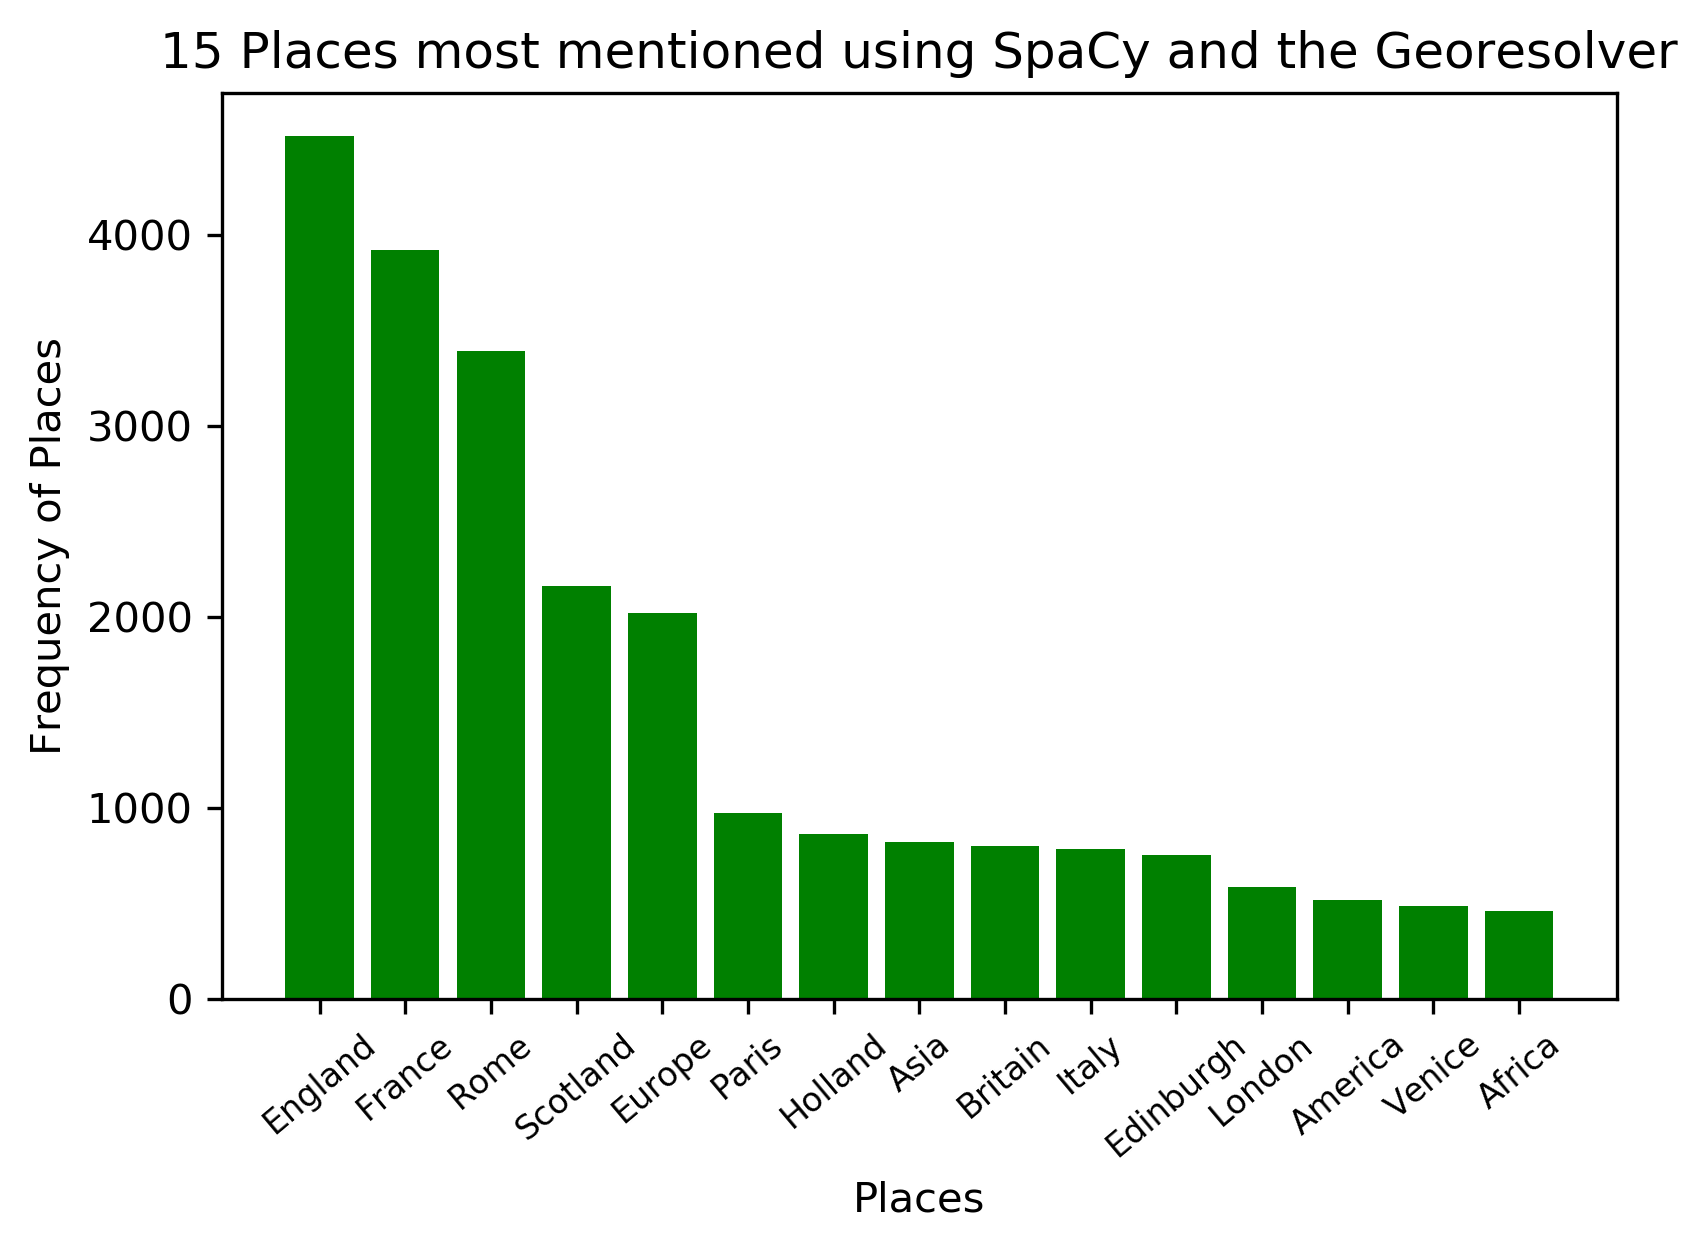 15 Places most mentioned using SpaCy and the Georesolver
Frequency of Places
4000
3000
2000
1000
0
England
France
Rome
Scotland
Europe
Paris
Holland
Asia
Britain
Italy
Edinburgh
London
America
Venice
Africa
Places